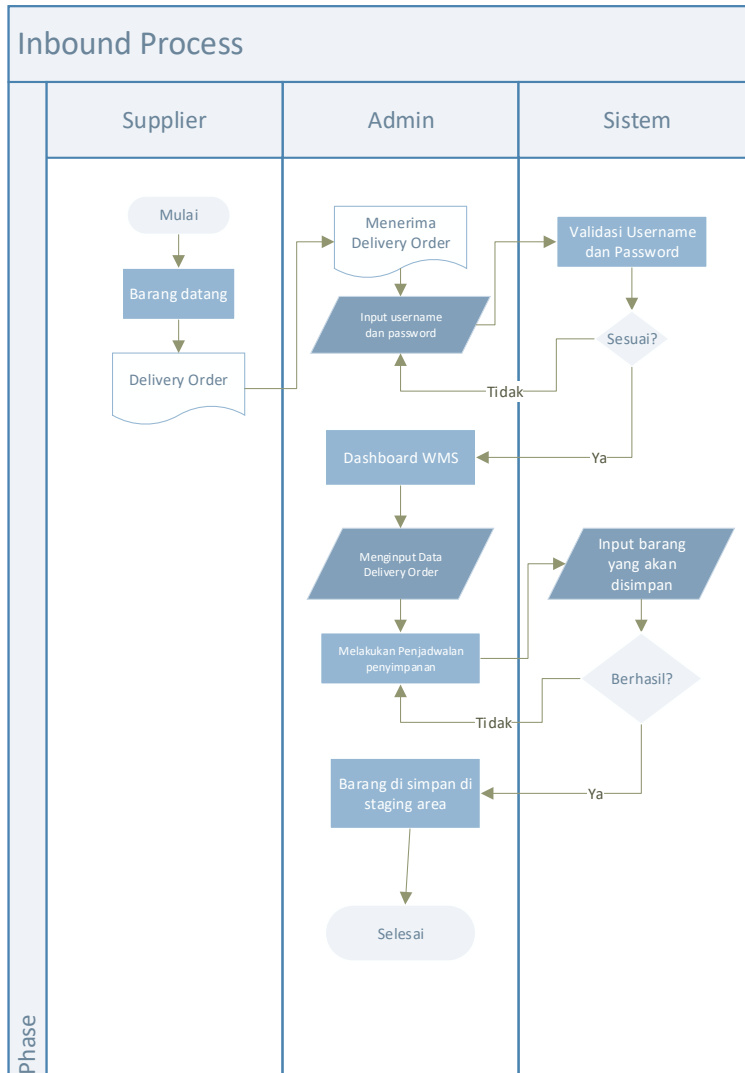 Inbound Process
Supplier
Admin
Sistem
Mulai
Barang datang
Delivery Order
Menerima
Delivery Order
Input username
dan password
Validasi Username
dan Password
Sesuai?
Tidak
Ya
Dashboard WMS
Menginput Data
Delivery Order
Input barang
yang akan
disimpan
Melakukan Penjadwalan
penyimpanan
Berhasil?
Tidak
Ya
Barang di simpan di
staging area
Selesai
Phase